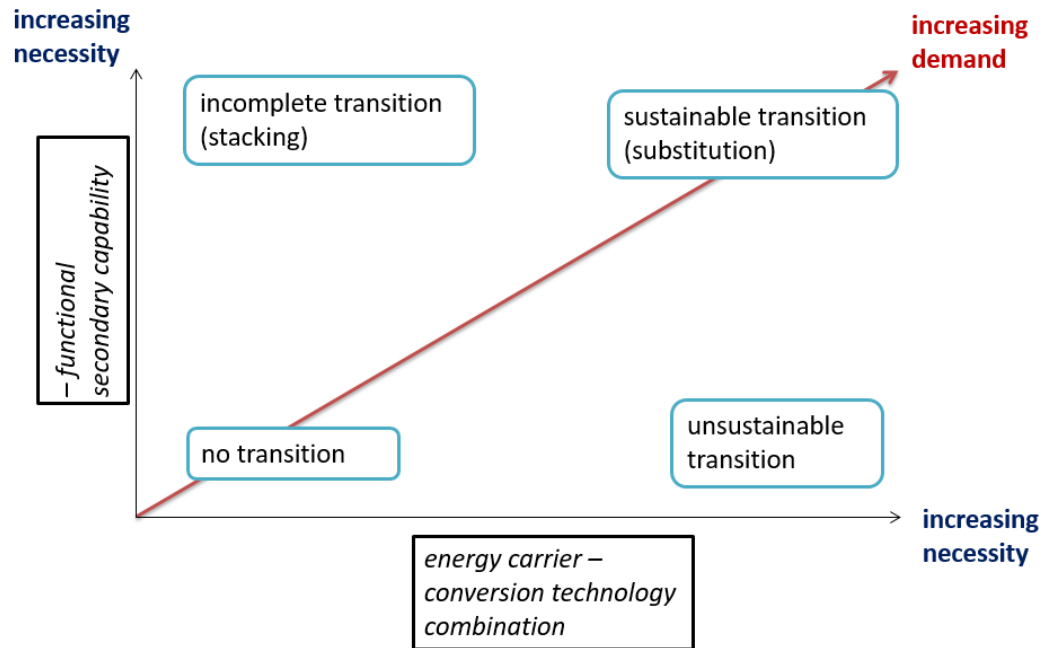 increasing
necessity
increasing
demand
incomplete transition
(stacking)
sustainable transition
(substitution)
– functional
secondary capability
no transition
unsustainable
transition
increasing
necessity
energy carrier –
conversion technology
combination